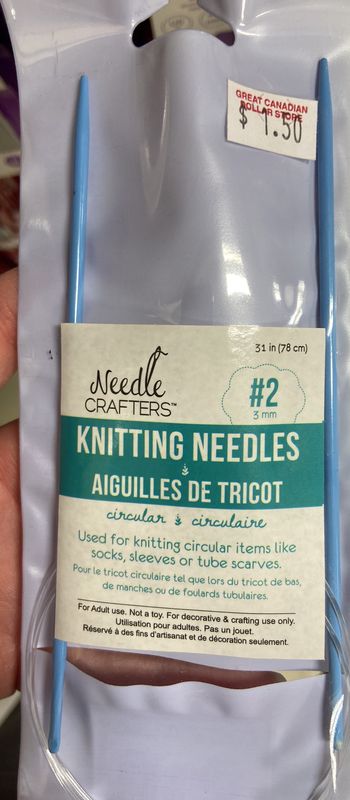 GREAT CANADIAN
DOLLAR STORE
$ 1.50
31 in (78 cm)
Needle
CRAFTERS™
#2
3 mm
KNITTING NEEDLES
AIGUILLES DE TRICOT
circular circulaire
Used for knitting circular items like
socks, sleeves or tube scarves.
Pour le tricot circulaire tel que lors du tricot de bas,
de manches ou de foulards tubulaires.
For Adult use. Not a toy. For decorative & crafting use only.
Utilisation pour adultes. Pas un jouet.
Réservé à des fins d'artisanat et de décoration seulement.